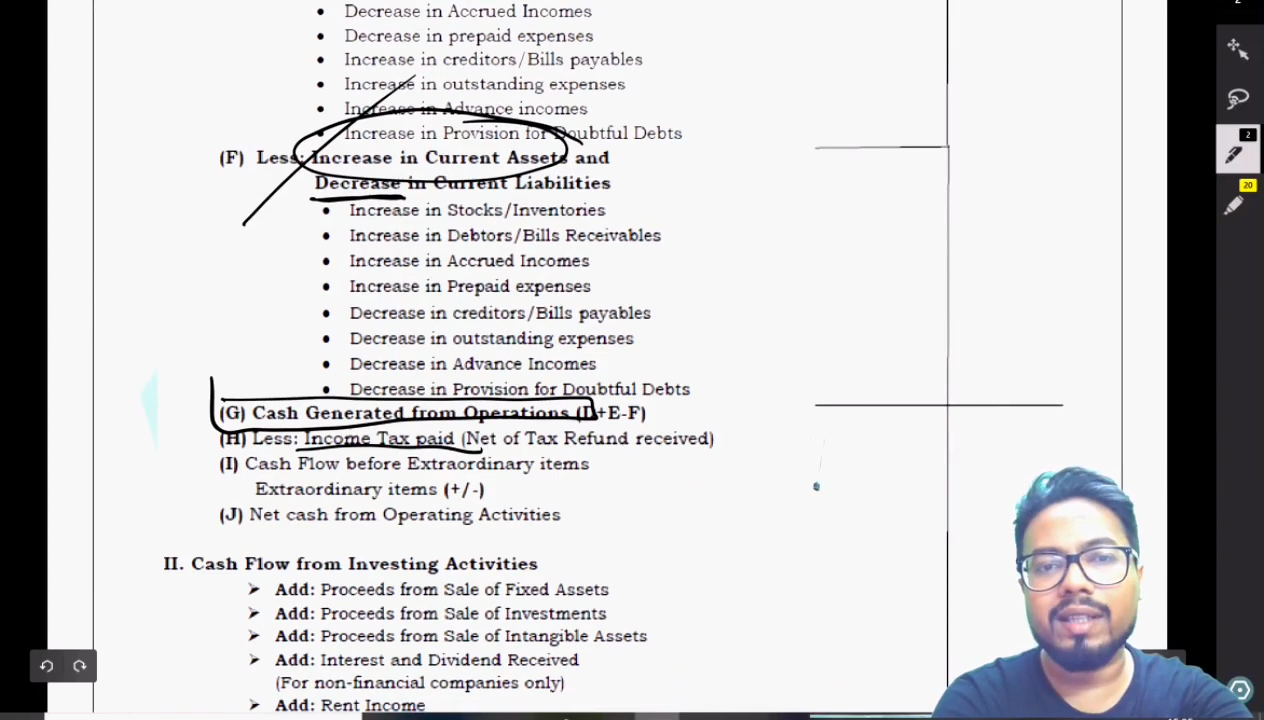 • Decrease in Accrued Incomes
• Decrease in prepaid expenses
• Increase in creditors/Bills payables
• Increase in outstanding expenses
• Increase in Advance incomes
• Increase in Provision for Doubtful Debts
(F) Less: Increase in Current Assets and
Decrease in Current Liabilities
• Increase in Stocks/Inventories
• Increase in Debtors/Bills Receivables
• Increase in Accrued Incomes
• Increase in Prepaid expenses
• Decrease in creditors/Bills payables
• Decrease in outstanding expenses
• Decrease in Advance Incomes
• Decrease in Provision for Doubtful Debts
(G) Cash Generated from Operations (D+E-F)
(H) Less: Income Tax paid (Net of Tax Refund received)
(I) Cash Flow before Extraordinary items
Extraordinary items (+/-)
(J) Net cash from Operating Activities
II. Cash Flow from Investing Activities
➢ Add: Proceeds from Sale of Fixed Assets
➢ Add: Proceeds from Sale of Investments
➢ Add: Proceeds from Sale of Intangible Assets
➢ Add: Interest and Dividend Received
(For non-financial companies only)
➢ Add: Rent Income
2
20